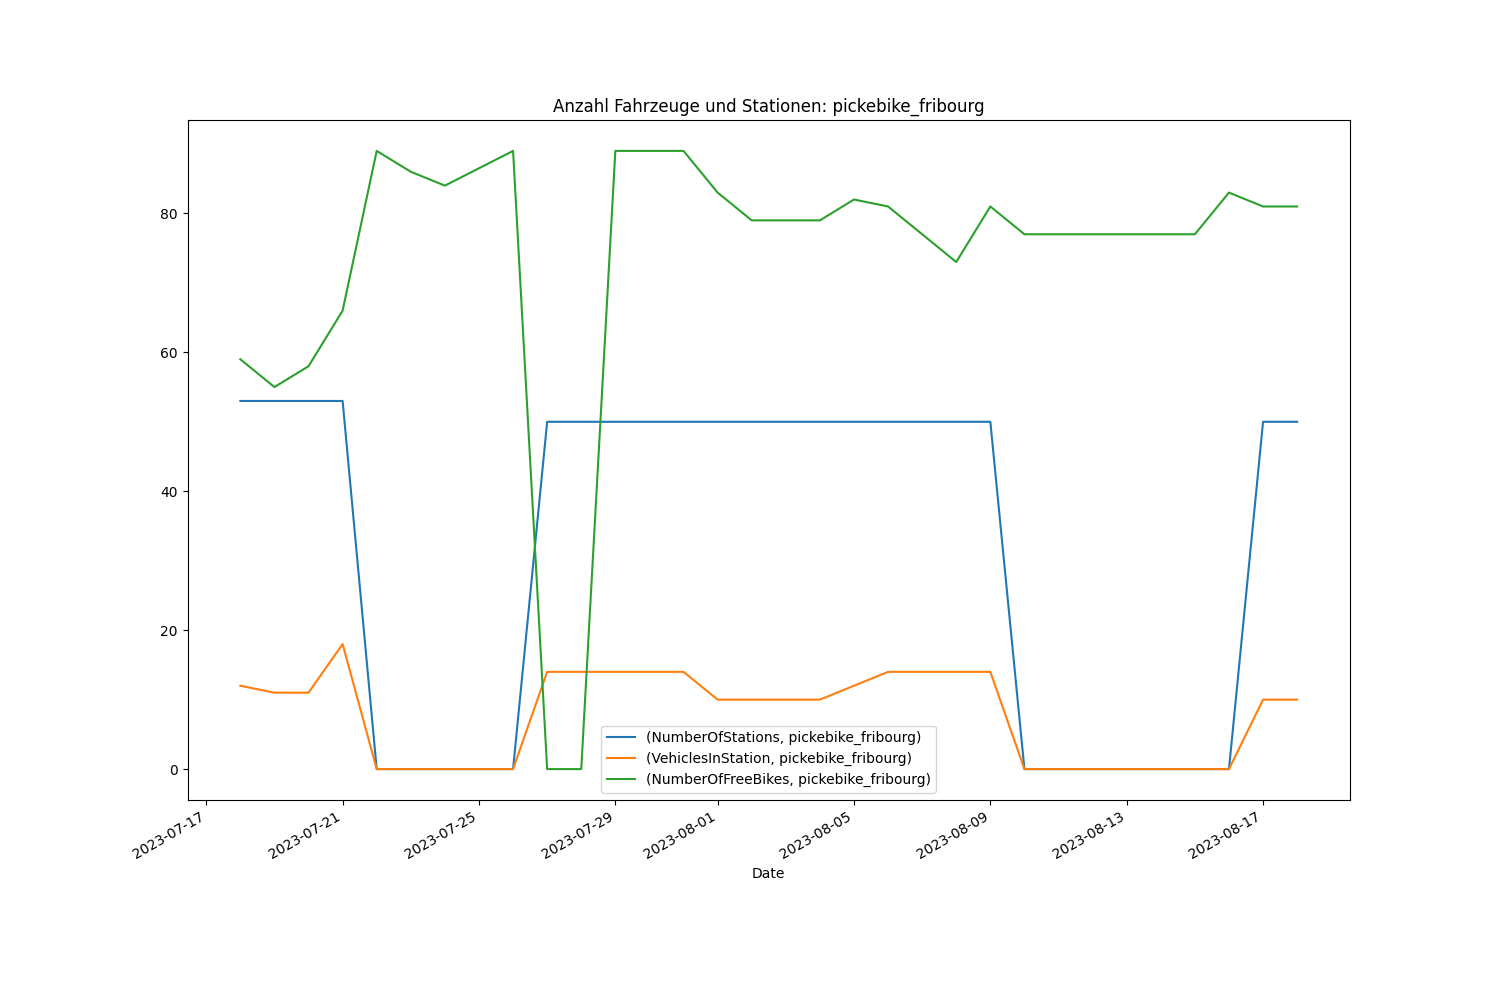 Anzahl Fahrzeuge und Stationen: pickebike_fribourg
80
60
40
20
0
(NumberOfStations, pickebike_fribourg)
(VehiclesInStation, pickebike_fribourg)
(NumberOfFreeBikes, pickebike_fribourg)
2023-07-17
2023-07-21
2023-07-25
2023-07-29
2023-08-01
2023-08-05
2023-08-09
2023-08-13
2023-08-17
Date